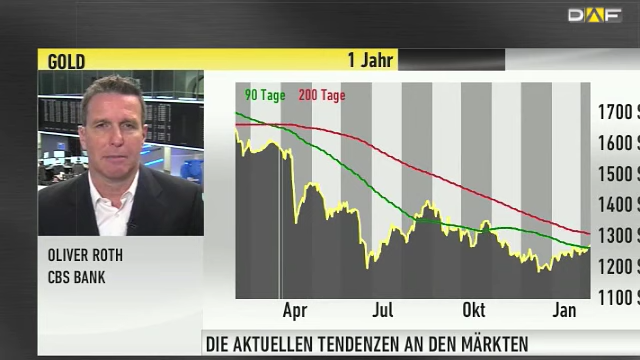 DAF
GOLD
1 Jahr
90 Tage 200 Tage
1700 $
1600 $
1500 $
1400 $
1300 $
1200 $
1100 $
Apr Jul Okt Jan
OLIVER ROTH
CBS BANK
DIE AKTUELLEN TENDENZEN AN DEN MÄRKTEN